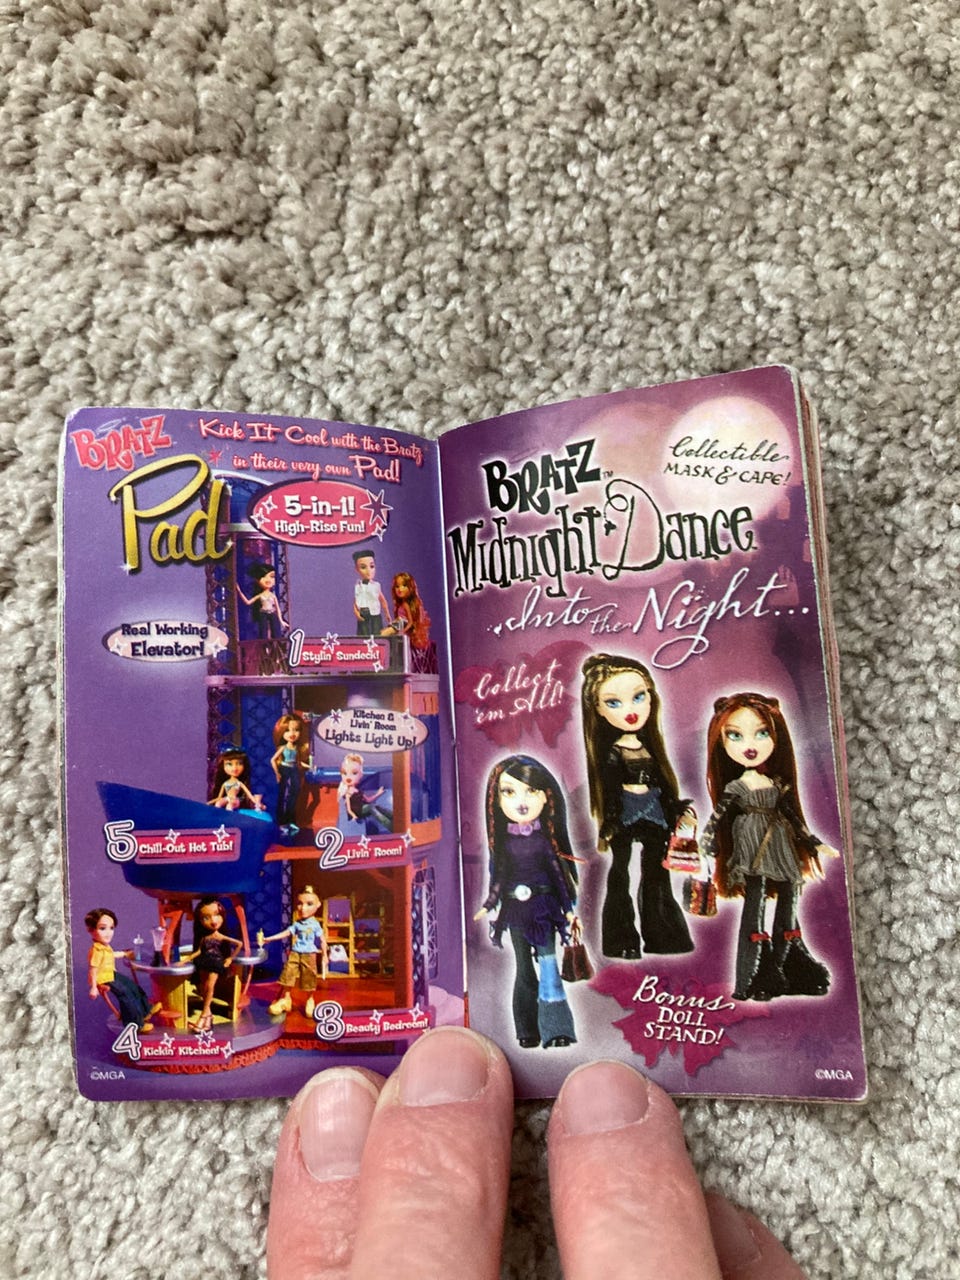 BRATZ
Pad
Kick It Cool with the Bratz
in their very own Pad!
5-in-1!
High-Rise Fun!
Real Working
Elevator!
1 Stylin' Sundeck!
Kitchen &
Livin' Room
Lights Light Up!
5 Chill-Out Hot Tub!
2 Livin' Room!
3 Beauty Bedroom!
4 Kickin' Kitchen!
©MGA
BRATZ™
Midnight Dance™
...Into the Night...
Collectible
MASK & CAPE!
Collect
'em All!
Bonus
DOLL
STAND!
©MGA